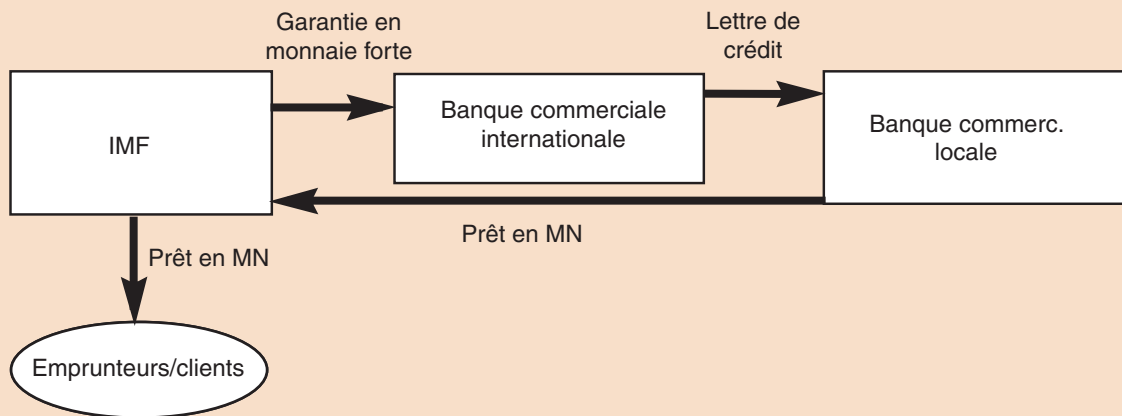 Garantie en
monnaie forte
Lettre de
crédit
IMF
Banque commerciale
internationale
Banque commerc.
locale
Prêt en MN
Prêt en MN
Emprunteurs/clients